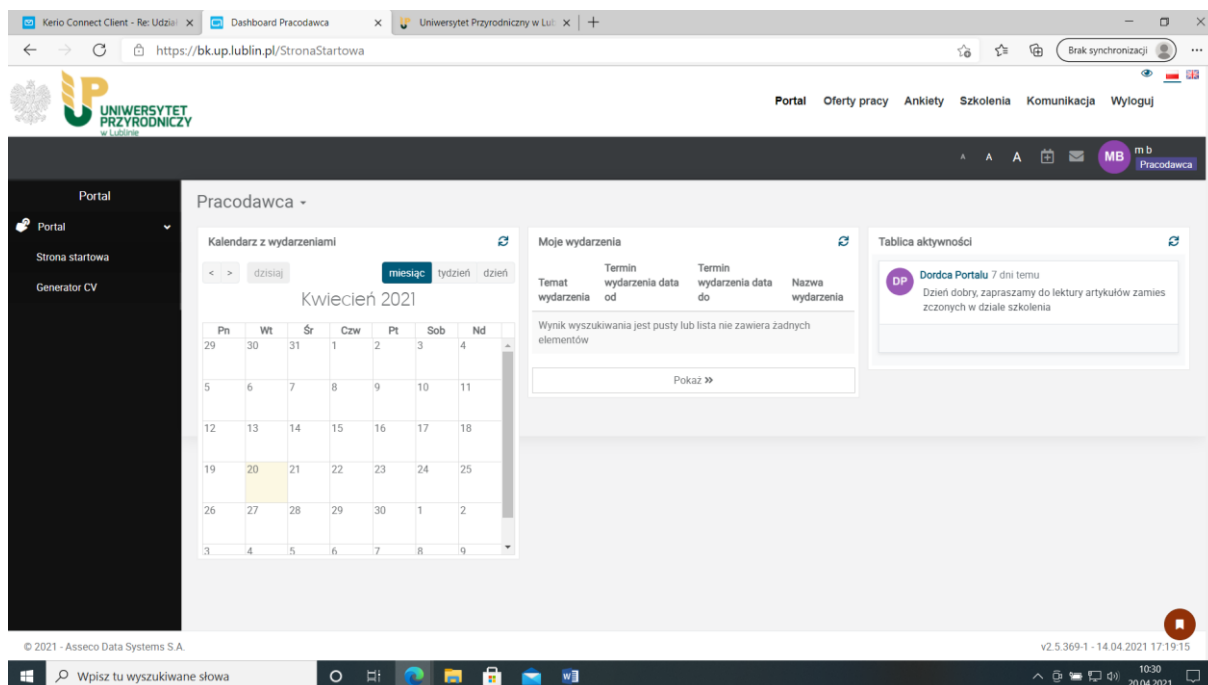 Kerio Connect Client - Re: Udział
Dashboard Pracodawca
Uniwersytet Przyrodniczny w Lub
https://bk.up.lublin.pl/StronaStartowa
Brak synchronizacji
UP
UNIWERSYTET
PRZYRODNICZY
w Lublinie
Portal Oferty pracy Ankiety Szkolenia Komunikacja Wyloguj
A A A
MB
m b
Pracodawca
Portal
Portal
Strona startowa
Generator CV
Pracodawca
Kalendarz z wydarzeniami
< > dzisiaj miesiąc tydzień dzień
Kwiecień 2021
Pn Wt Śr Czw Pt Sob Nd
29 30 31 1 2 3 4
5 6 7 8 9 10 11
12 13 14 15 16 17 18
19 20 21 22 23 24 25
26 27 28 29 30 1 2
3 4 5 6 7 8 9
Moje wydarzenia
Temat wydarzenia
Termin wydarzenia data od
Termin wydarzenia data do
Nazwa wydarzenia
Wynik wyszukiwania jest pusty lub lista nie zawiera żadnych
elementów
Pokaż »
Tablica aktywności
DP
Dordca Portalu 7 dni temu
Dzień dobry, zapraszamy do lektury artykułów zamies
zczonych w dziale szkolenia
© 2021 - Asseco Data Systems S.A.
v2.5.369-1 - 14.04.2021 17:19:15
Wpisz tu wyszukiwane słowa
10:30
20.04.2021